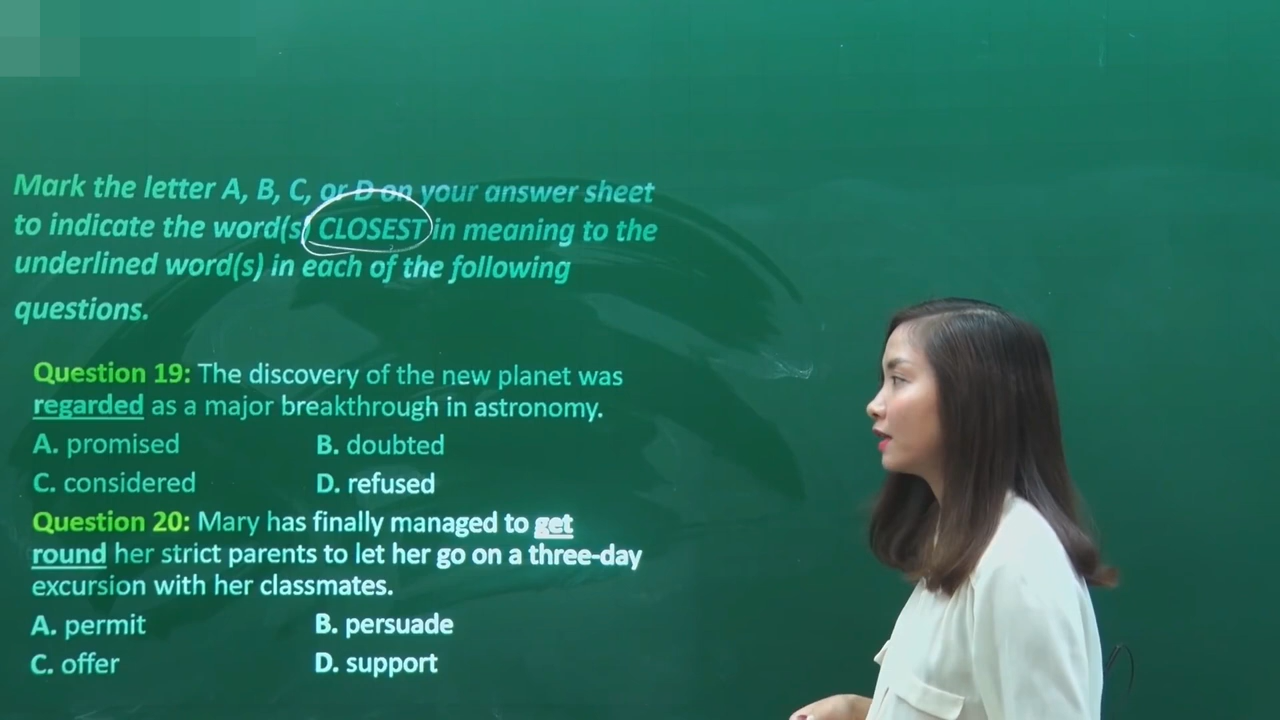 Mark the letter A, B, C, or D on your answer sheet
to indicate the word(s) CLOSEST in meaning to the
underlined word(s) in each of the following
questions.
Question 19: The discovery of the new planet was
regarded as a major breakthrough in astronomy.
A. promised B. doubted
C. considered D. refused
Question 20: Mary has finally managed to get
round her strict parents to let her go on a three-day
excursion with her classmates.
A. permit B. persuade
C. offer D. support